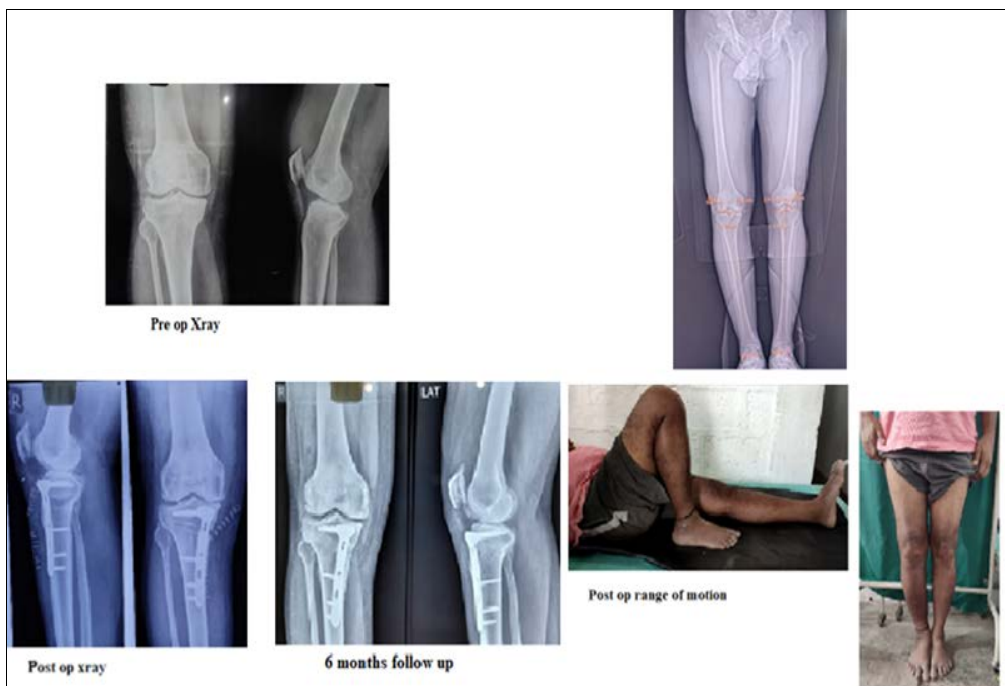 Pre op Xray
R
R
LAT
Post op range of motion
Post op xray
6 months follow up